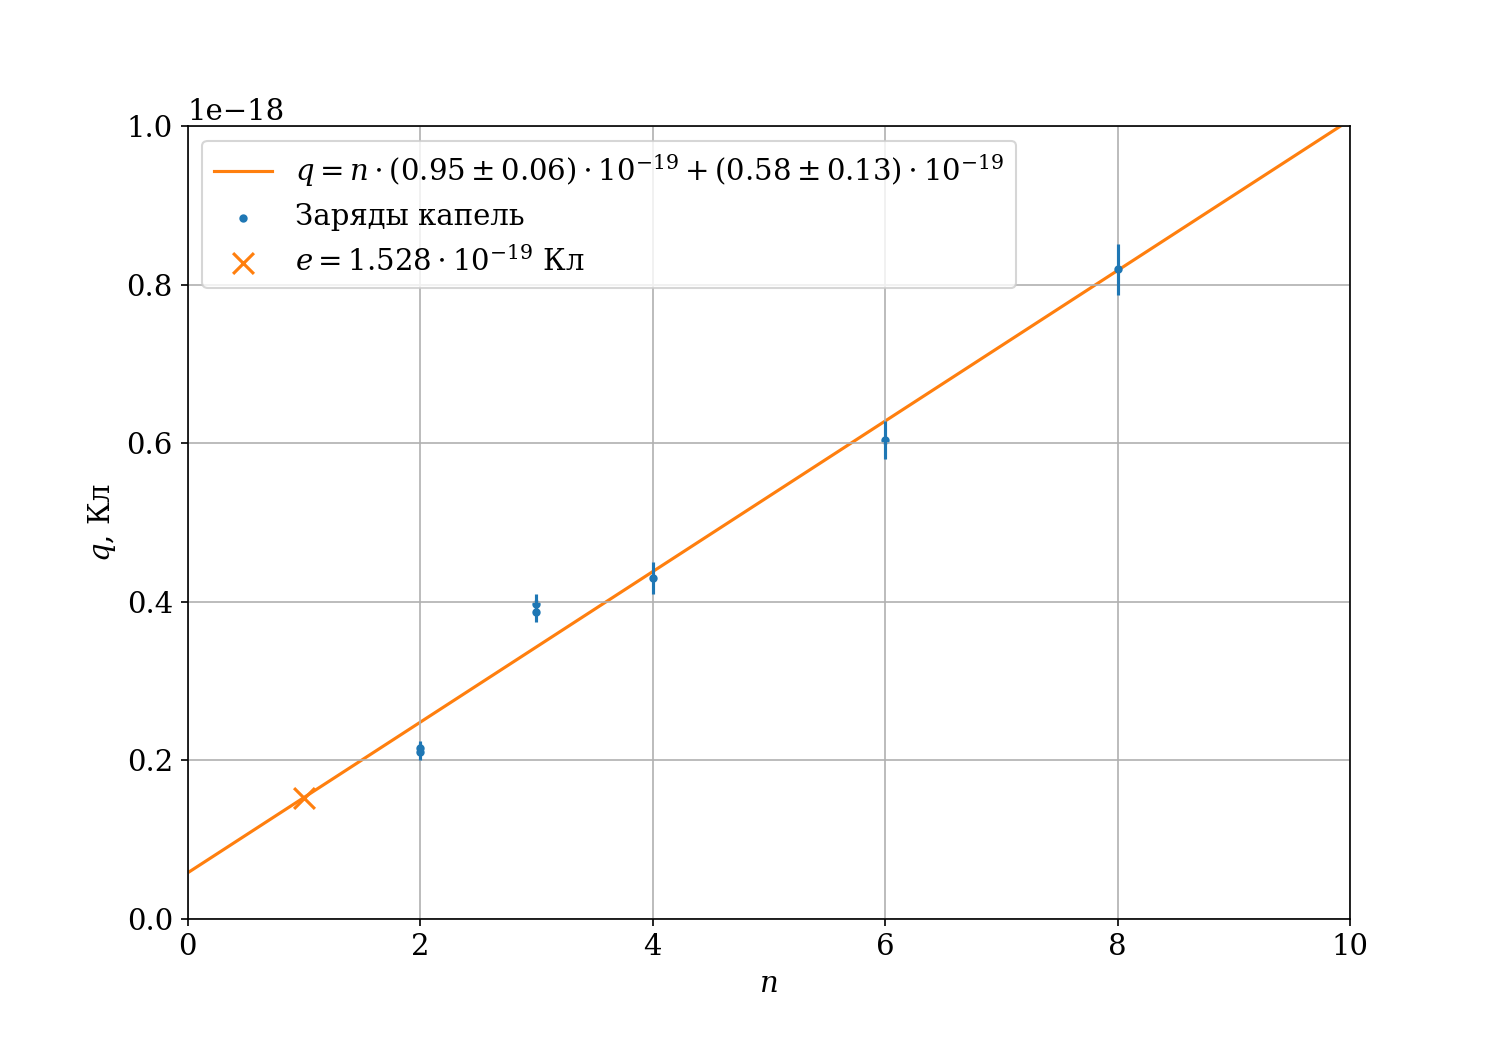 1e−18
q = n · (0.95 ± 0.06) · 10⁻¹⁹ + (0.58 ± 0.13) · 10⁻¹⁹
Заряды капель
e = 1.528 · 10⁻¹⁹ Кл
1.0
0.8
0.6
0.4
0.2
0.0
q, Кл
0 2 4 6 8 10
n